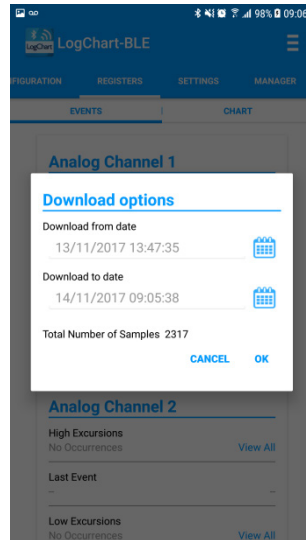 98% 09:06
LogChart LogChart-BLE
FIGURATION REGISTERS SETTINGS MANAGER
EVENTS CHART
Analog Channel 1
Download options
Download from date
13/11/2017 13:47:35
Download to date
14/11/2017 09:05:38
Total Number of Samples 2317
CANCEL OK
Analog Channel 2
High Excursions
No Occurrences View All
Last Event
-- --
Low Excursions
No Occurrences View All